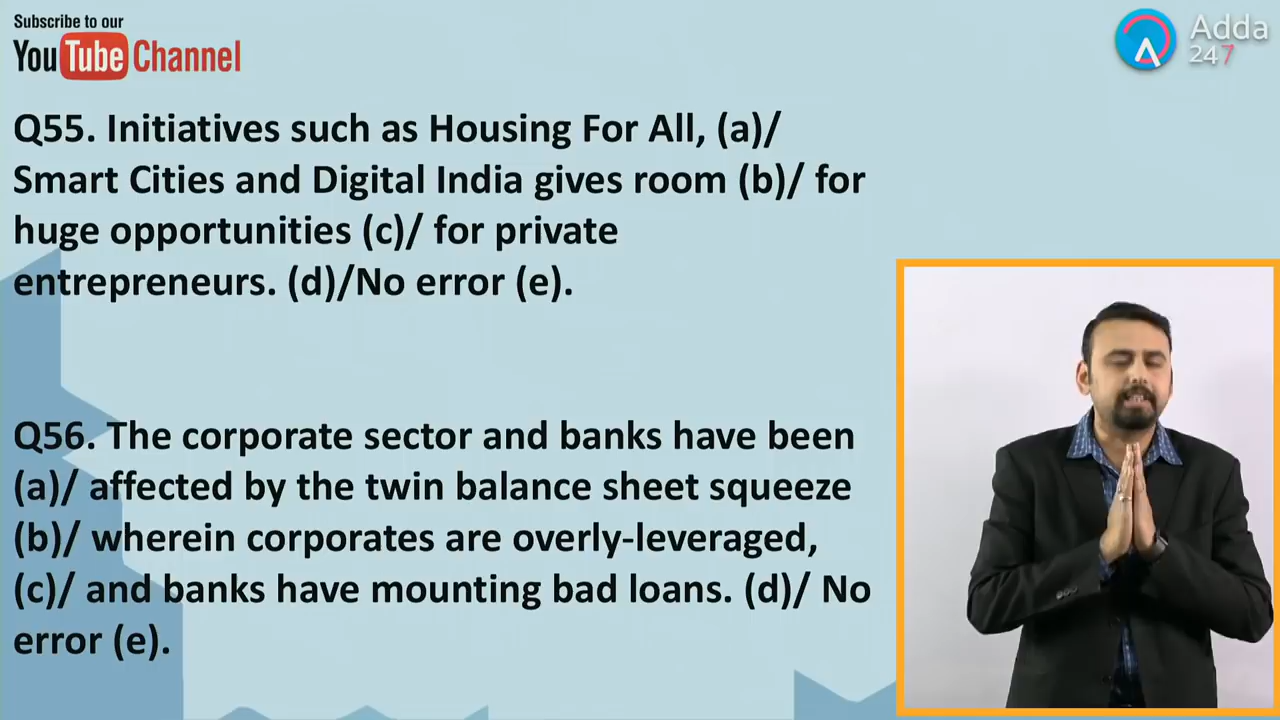 Subscribe to our
YouTube Channel
Adda
247
Q55. Initiatives such as Housing For All, (a)/
Smart Cities and Digital India gives room (b)/ for
huge opportunities (c)/ for private
entrepreneurs. (d)/No error (e).
Q56. The corporate sector and banks have been
(a)/ affected by the twin balance sheet squeeze
(b)/ wherein corporates are overly-leveraged,
(c)/ and banks have mounting bad loans. (d)/ No
error (e).